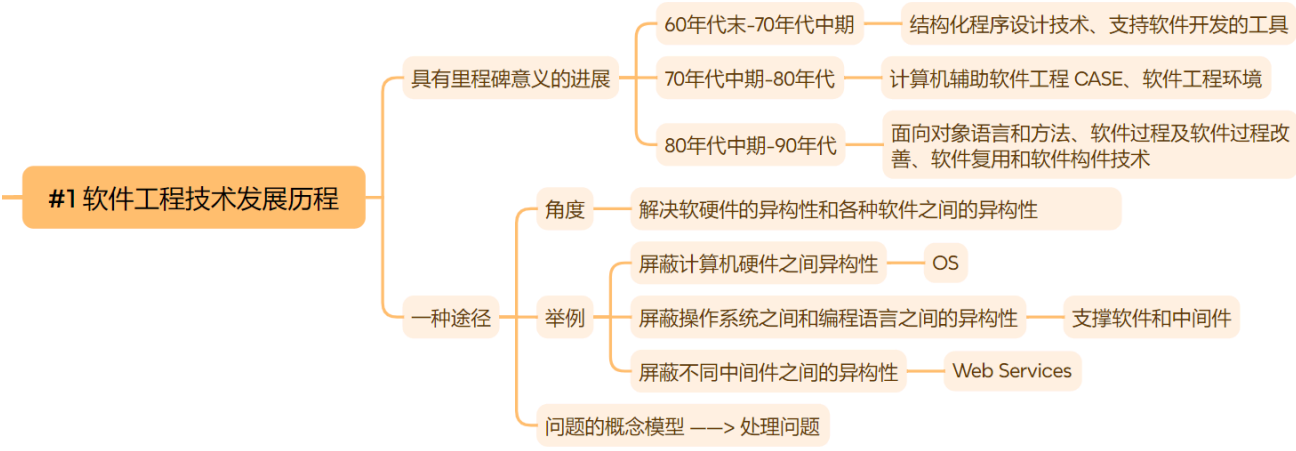 #1 软件工程技术发展历程
具有里程碑意义的进展
60年代末-70年代中期
结构化程序设计技术、支持软件开发的工具
70年代中期-80年代
计算机辅助软件工程 CASE、软件工程环境
80年代中期-90年代
面向对象语言和方法、软件过程及软件过程改
善、软件复用和软件构件技术
一种途径
角度
解决软硬件的异构性和各种软件之间的异构性
举例
屏蔽计算机硬件之间异构性
OS
屏蔽操作系统之间和编程语言之间的异构性
支撑软件和中间件
屏蔽不同中间件之间的异构性
Web Services
问题的概念模型 ——> 处理问题